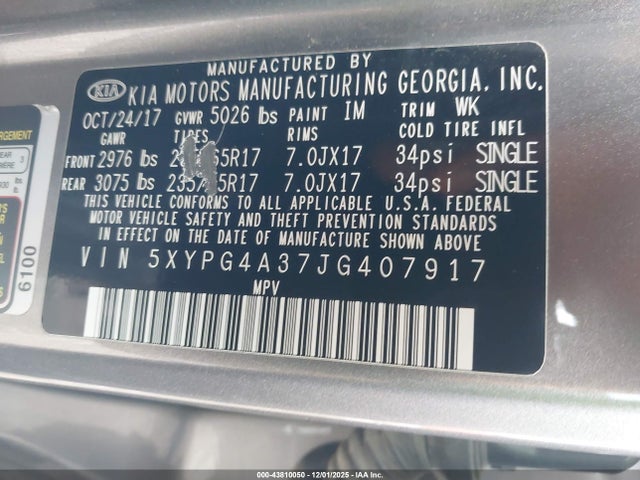 MANUFACTURED BY
KIA KIA MOTORS MANUFACTURING GEORGIA, INC.
OCT/24/17 GVWR 5026 lbs PAINT IM TRIM WK
GAWR TIRES RIMS COLD TIRE INFL
FRONT 2976 lbs 65R17 7.0JX17 34psi SINGLE
REAR 3075 lbs 7.0JX17 34psi SINGLE
THIS VEHICLE CONFORMS TO ALL APPLICABLE U.S.A. FEDERAL
MOTOR VEHICLE SAFETY AND THEFT PREVENTION STANDARDS
IN EFFECT ON THE DATE OF MANUFACTURE SHOWN ABOVE
VIN 5XYPG4A37JG407917
MPV
6100
000-43810050 - 12/01/2025 - IAA Inc.